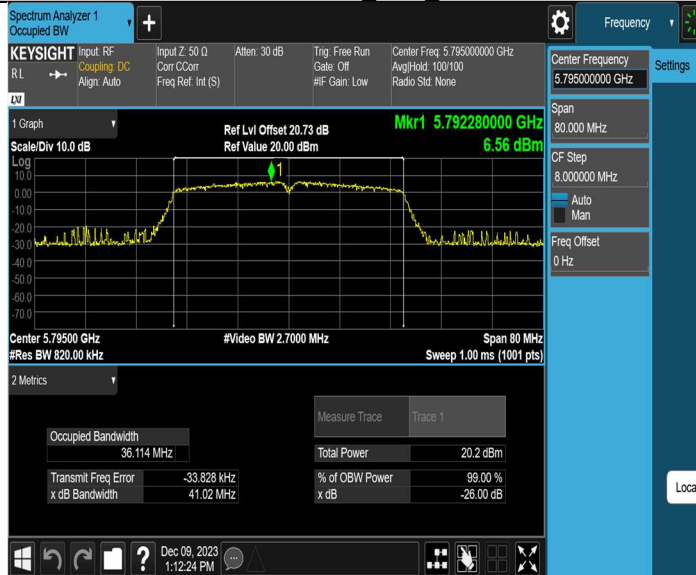 Spectrum Analyzer 1
Occupied BW
Frequency
KEYSIGHT
RL
Input: RF
Coupling: DC
Align: Auto
Input Z: 50 Ω
Corr CCorr
Freq Ref: Int (S)
Atten: 30 dB
Trig: Free Run
Gate: Off
#IF Gain: Low
Center Freq: 5.795000000 GHz
Avg|Hold: 100/100
Radio Std: None
LXI
Center Frequency
5.795000000 GHz
Settings
Span
80.000 MHz
CF Step
8.000000 MHz
Auto
Man
Freq Offset
0 Hz
1 Graph
Scale/Div 10.0 dB
Ref Lvl Offset 20.73 dB
Ref Value 20.00 dBm
Mkr1 5.792280000 GHz
6.56 dBm
Log
10.0
0.00
-10.0
-20.0
-30.0
-40.0
-50.0
-60.0
-70.0
1
Center 5.79500 GHz
#Res BW 820.00 kHz
#Video BW 2.7000 MHz
Span 80 MHz
Sweep 1.00 ms (1001 pts)
2 Metrics
Measure Trace Trace 1
Occupied Bandwidth
36.114 MHz
Total Power 20.2 dBm
Transmit Freq Error -33.828 kHz
% of OBW Power 99.00 %
x dB Bandwidth 41.02 MHz
x dB -26.00 dB
Loca
? Dec 09, 2023
1:12:24 PM